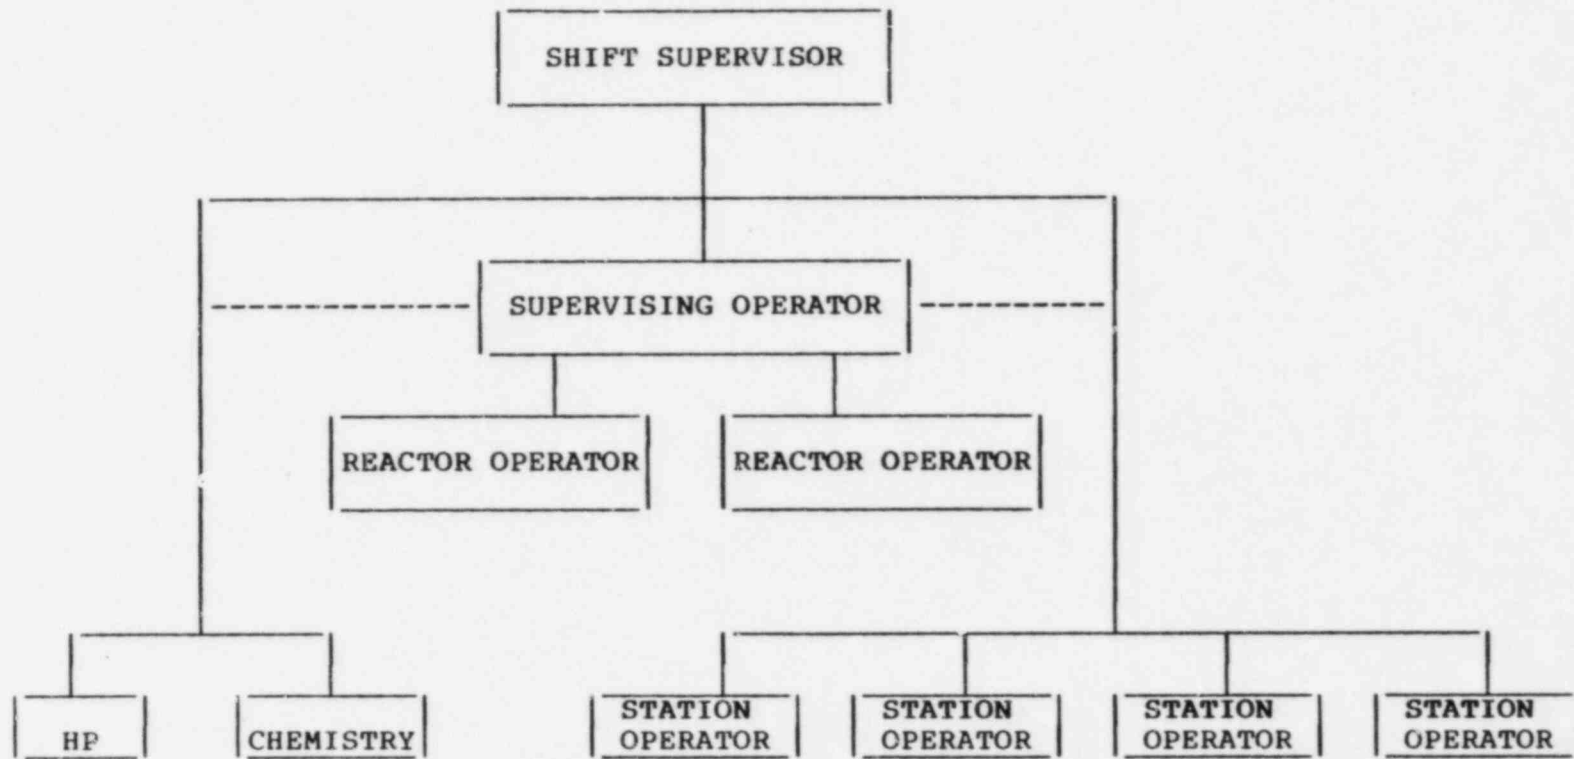 SHIFT SUPERVISOR
SUPERVISING OPERATOR
REACTOR OPERATOR
REACTOR OPERATOR
HP
CHEMISTRY
STATION
OPERATOR
STATION
OPERATOR
STATION
OPERATOR
STATION
OPERATOR